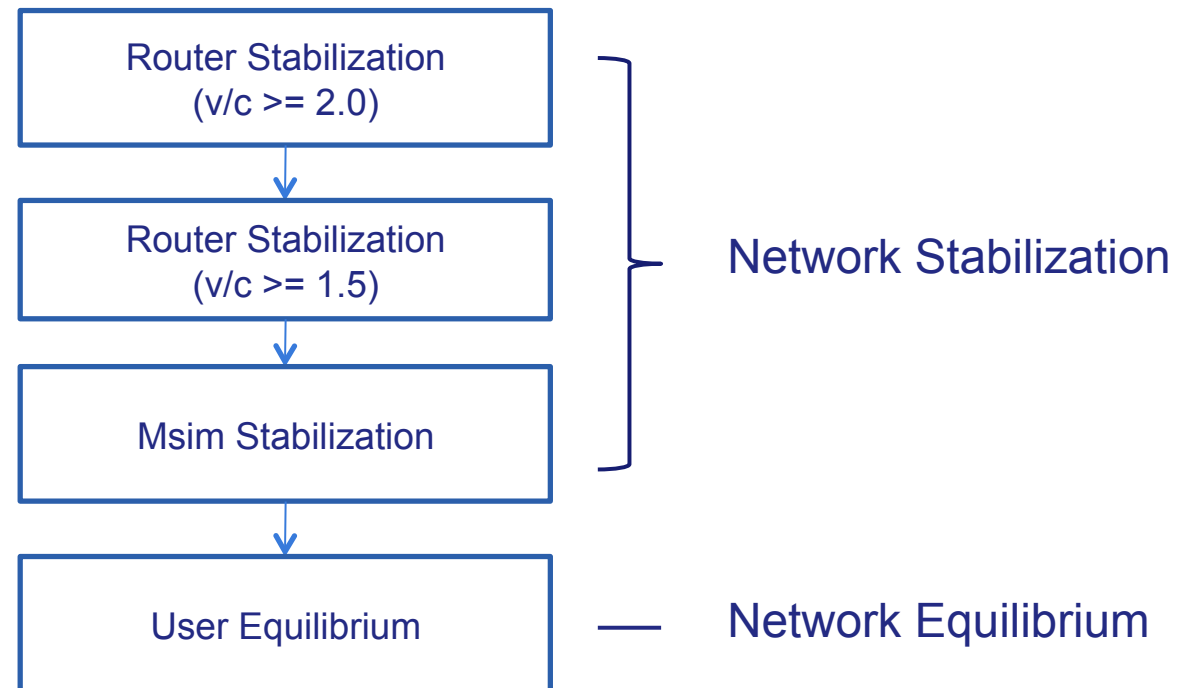 Router Stabilization
(v/c >= 2.0)
Router Stabilization
(v/c >= 1.5)
Network Stabilization
Msim Stabilization
User Equilibrium
Network Equilibrium